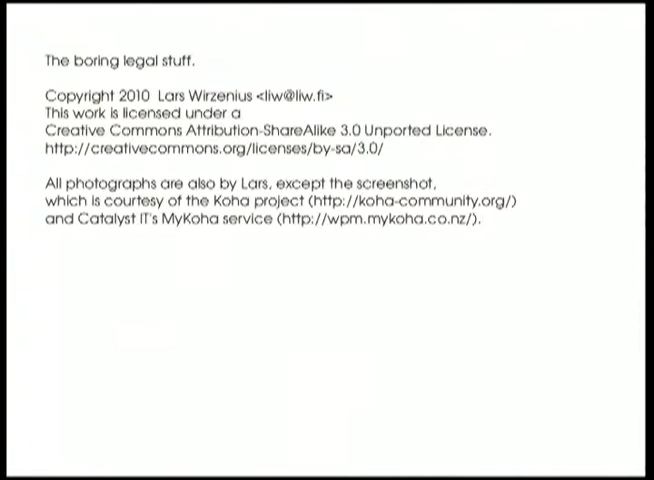 The boring legal stuff.
Copyright 2010 Lars Wirzenius <liw@liw.fi>
This work is licensed under a
Creative Commons Attribution-ShareAlike 3.0 Unported License.
http://creativecommons.org/licenses/by-sa/3.0/
All photographs are also by Lars, except the screenshot,
which is courtesy of the Koha project (http://koha-community.org/)
and Catalyst IT's MyKoha service (http://wpm.mykoha.co.nz/).